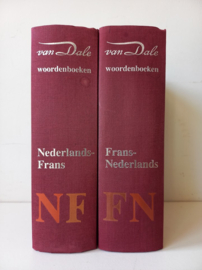 van Dale
woordenboeken
Nederlands-
Frans
NF
van Dale
woordenboeken
Frans-
Nederlands
FN